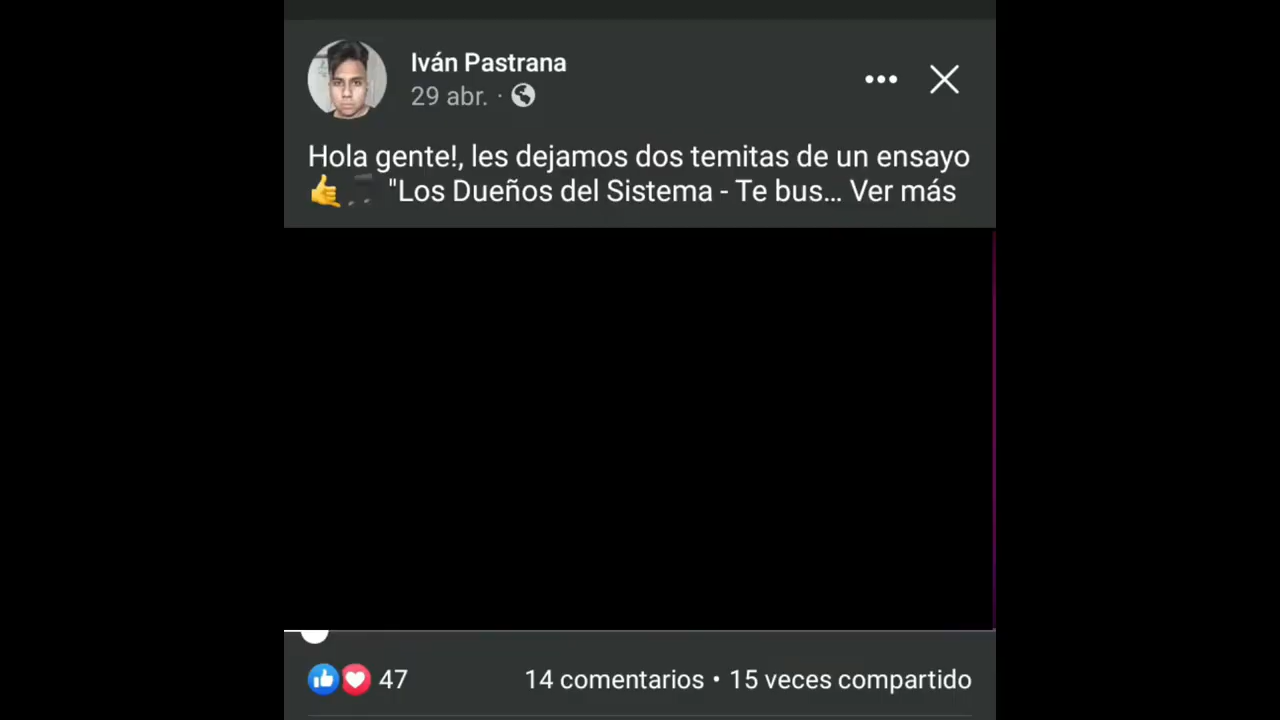 Iván Pastrana
29 abr. ·
Hola gente!, les dejamos dos temitas de un ensayo
🤙🎵 "Los Dueños del Sistema - Te bus... Ver más
47
14 comentarios • 15 veces compartido